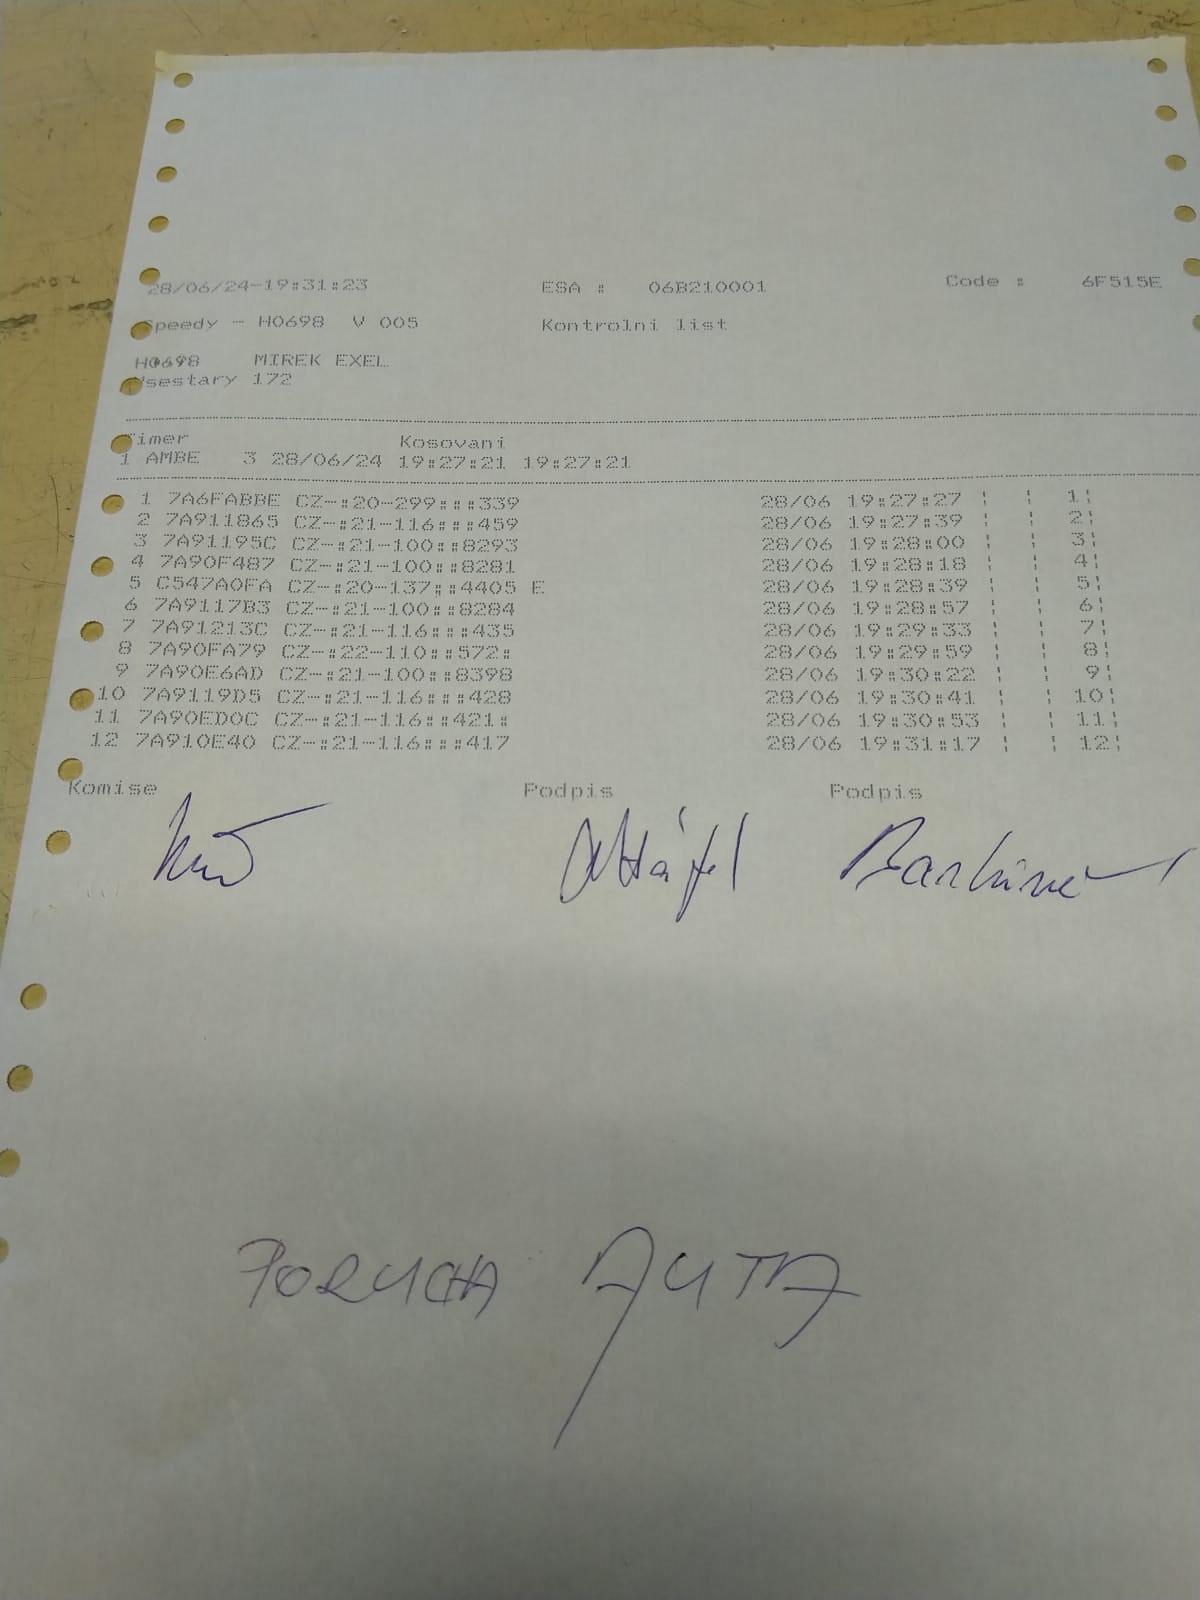 28/06/24-19:31:23 ESA : 06B210001 Code : 6F515E
Speedy - H0698 V 005 Kontrolni list
H0698 MIREK EXEL
Vsestary 172
Timer Kosovani
1 AMBE 3 28/06/24 19:27:21 19:27:21
1 7A6FABBE CZ-:20-299:::339 28/06 19:27:27 ¦ ¦ 1¦
2 7A911865 CZ-:21-116:::459 28/06 19:27:39 ¦ ¦ 2¦
3 7A91195C CZ-:21-100::8293 28/06 19:28:00 ¦ ¦ 3¦
4 7A90F487 CZ-:21-100::8281 28/06 19:28:18 ¦ ¦ 4¦
5 C547A0FA CZ-:20-137::4405 E 28/06 19:28:39 ¦ ¦ 5¦
6 7A9117B3 CZ-:21-100::8284 28/06 19:28:57 ¦ ¦ 6¦
7 7A91213C CZ-:21-116:::435 28/06 19:29:33 ¦ ¦ 7¦
8 7A90FA79 CZ-:22-110::572: 28/06 19:29:59 ¦ ¦ 8¦
9 7A90E6AD CZ-:21-100::8398 28/06 19:30:22 ¦ ¦ 9¦
10 7A9119D5 CZ-:21-116:::428 28/06 19:30:41 ¦ ¦ 10¦
11 7A90ED0C CZ-:21-116::421: 28/06 19:30:53 ¦ ¦ 11¦
12 7A910E40 CZ-:21-116:::417 28/06 19:31:17 ¦ ¦ 12¦
Komise Podpis Podpis
PORUCHA AUTA